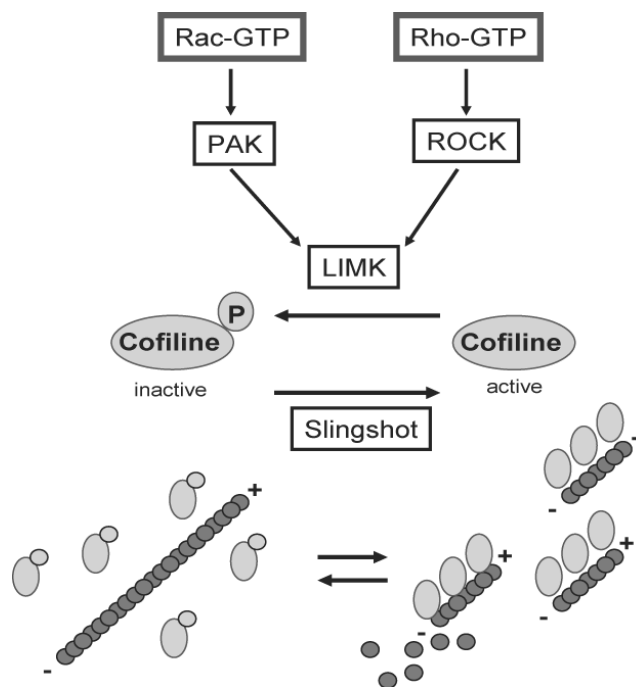 Rac-GTP
Rho-GTP
PAK
ROCK
LIMK
P
Cofiline
inactive
Cofiline
active
Slingshot
+
-
-
+
-
+
-